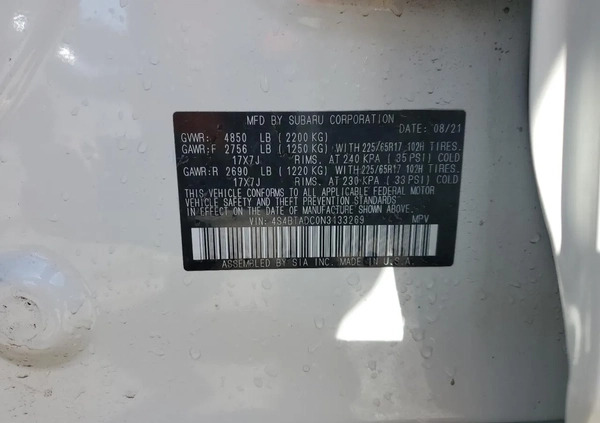 MFD BY SUBARU CORPORATION
DATE: 08/21
GVWR: 4850 LB (2200 KG)
GAWR:F 2756 LB (1250 KG) WITH 225/65R17 102H TIRES.
17X7J RIMS. AT 240 KPA (35 PSI) COLD
GAWR:R 2690 LB (1220 KG) WITH 225/65R17 102H TIRES.
17X7J RIMS. AT 230 KPA (33 PSI) COLD
THIS VEHICLE CONFORMS TO ALL APPLICABLE FEDERAL MOTOR
VEHICLE SAFETY AND THEFT PREVENTION STANDARDS IN EFFECT ON
THE DATE OF MANUFACTURE SHOWN ABOVE.
VIN: 4S4BTADC0N3133269 MPV
ASSEMBLED BY SIA INC. MADE IN U.S.A.